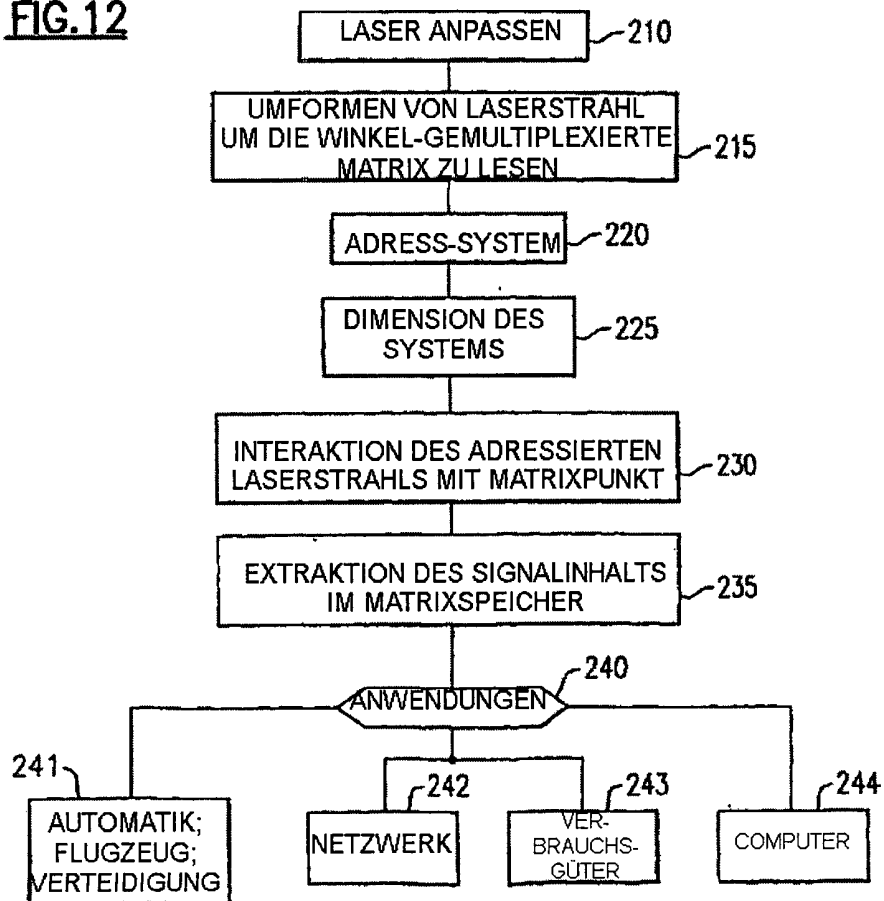 FIG.12
LASER ANPASSEN
210
UMFORMEN VON LASERSTRAHL
UM DIE WINKEL-GEMULTIPLEXIERTE
MATRIX ZU LESEN
215
ADRESS-SYSTEM
220
DIMENSION DES
SYSTEMS
225
INTERAKTION DES ADRESSIERTEN
LASERSTRAHLS MIT MATRIXPUNKT
230
EXTRAKTION DES SIGNALINHALTS
IM MATRIXSPEICHER
235
ANWENDUNGEN
240
241
AUTOMATIK;
FLUGZEUG;
VERTEIDIGUNG
242
NETZWERK
243
VER-
BRAUCHS-
GÜTER
244
COMPUTER